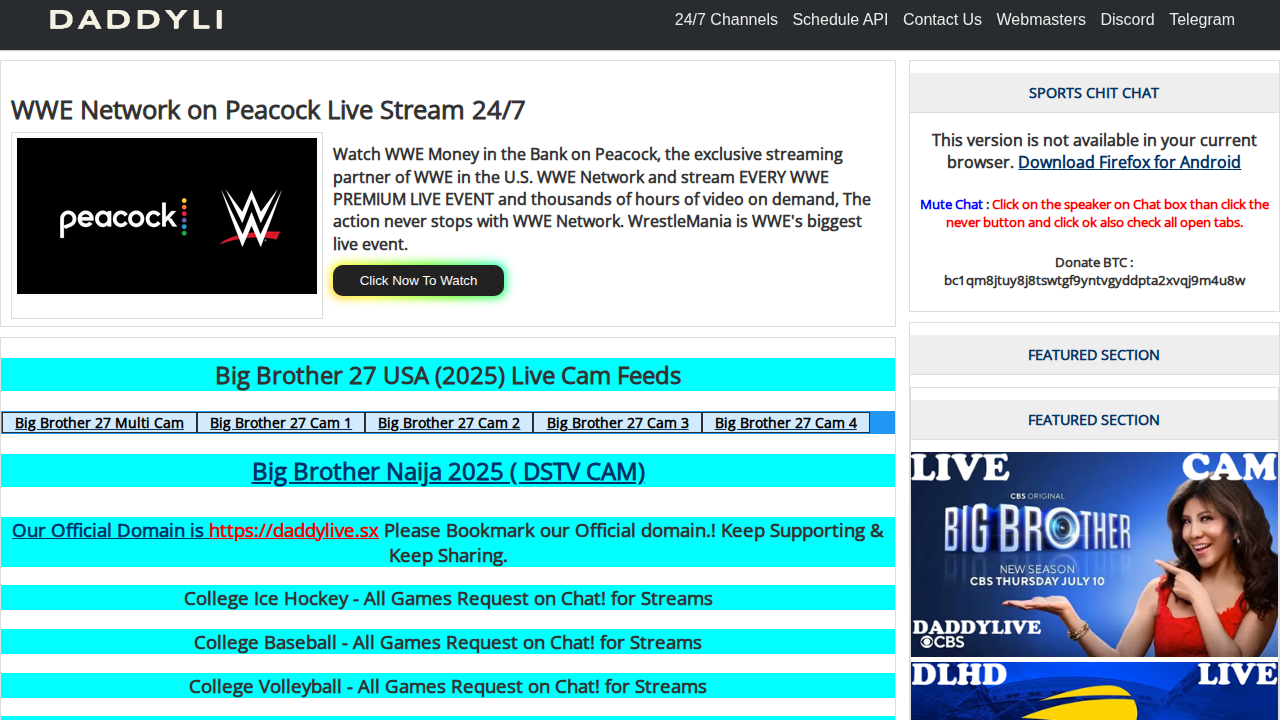 DADDYLI
24/7 Channels Schedule API Contact Us Webmasters Discord Telegram
WWE Network on Peacock Live Stream 24/7
peacock W
Watch WWE Money in the Bank on Peacock, the exclusive streaming
partner of WWE in the U.S. WWE Network and stream EVERY WWE
PREMIUM LIVE EVENT and thousands of hours of video on demand, The
action never stops with WWE Network. WrestleMania is WWE's biggest
live event.
Click Now To Watch
Big Brother 27 USA (2025) Live Cam Feeds
Big Brother 27 Multi Cam Big Brother 27 Cam 1 Big Brother 27 Cam 2 Big Brother 27 Cam 3 Big Brother 27 Cam 4
Big Brother Naija 2025 ( DSTV CAM)
Our Official Domain is https://daddylive.sx Please Bookmark our Official domain.! Keep Supporting &
Keep Sharing.
College Ice Hockey - All Games Request on Chat! for Streams
College Baseball - All Games Request on Chat! for Streams
College Volleyball - All Games Request on Chat! for Streams
SPORTS CHIT CHAT
This version is not available in your current
browser. Download Firefox for Android
Mute Chat : Click on the speaker on Chat box than click the
never button and click ok also check all open tabs.
Donate BTC :
bc1qm8jtuy8j8tswtgf9yntvgyddpta2xvqj9m4u8w
FEATURED SECTION
FEATURED SECTION
LIVE CAM
CBS ORIGINAL
BIG BROTHER
NEW SEASON
CBS THURSDAY JULY 10
DADDYLIVE
CBS
DLHD LIVE